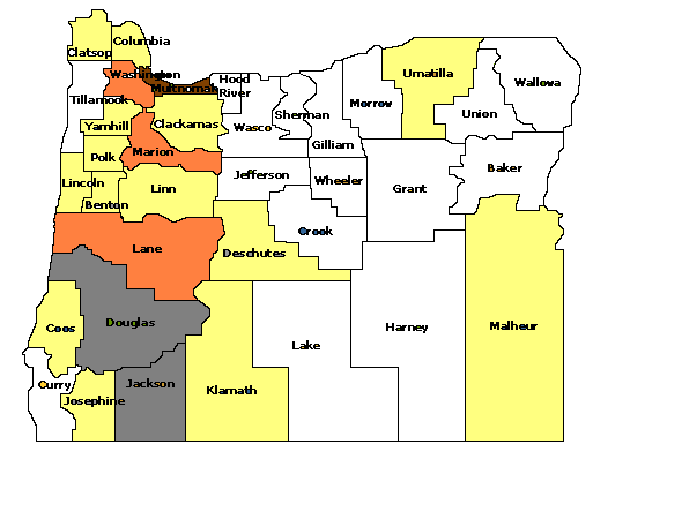 Clatsop
Columbia
Washington
Multnomah
Hood
River
Tillamook
Yamhill
Clackamas
Wasco
Sherman
Gilliam
Morrow
Umatilla
Union
Wallowa
Polk
Marion
Lincoln
Benton
Linn
Jefferson
Wheeler
Grant
Baker
Lane
Deschutes
Crook
Douglas
Coos
Curry
Josephine
Jackson
Klamath
Lake
Harney
Malheur